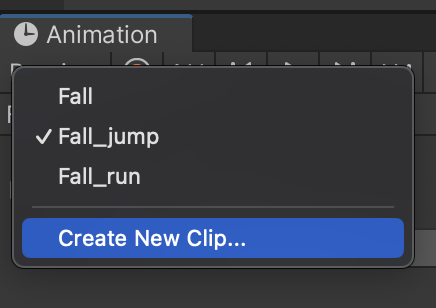 Animation
Fall
Fall_jump
Fall_run
Create New Clip...